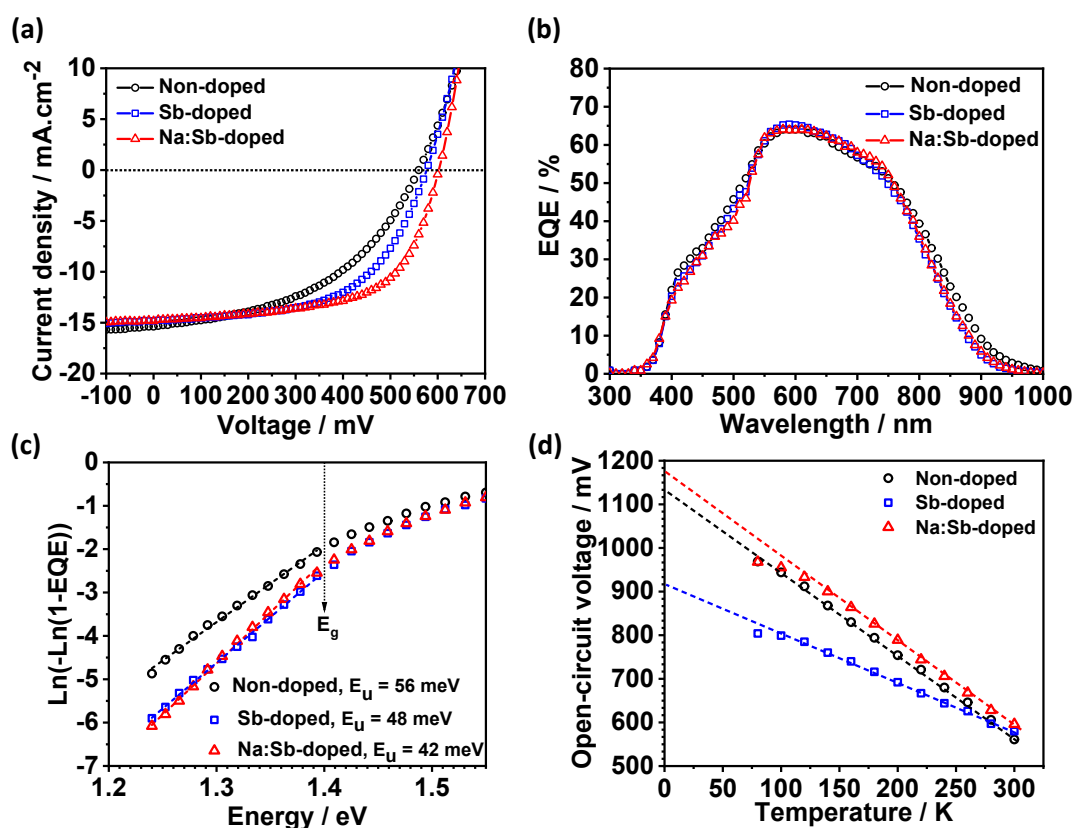 (a)
Current density / mA.cm-2
10
5
0
-5
-10
-15
-20
Non-doped
Sb-doped
Na:Sb-doped
-100 0 100 200 300 400 500 600 700
Voltage / mV
(b)
EQE / %
80
70
60
50
40
30
20
10
0
Non-doped
Sb-doped
Na:Sb-doped
300 400 500 600 700 800 900 1000
Wavelength / nm
(c)
Ln(-Ln(1-EQE))
0
-1
-2
-3
-4
-5
-6
-7
Eg
Non-doped, Eu = 56 meV
Sb-doped, Eu = 48 meV
Na:Sb-doped, Eu = 42 meV
1.2 1.3 1.4 1.5
Energy / eV
(d)
Open-circuit voltage / mV
1200
1100
1000
900
800
700
600
500
Non-doped
Sb-doped
Na:Sb-doped
0 50 100 150 200 250 300
Temperature / K